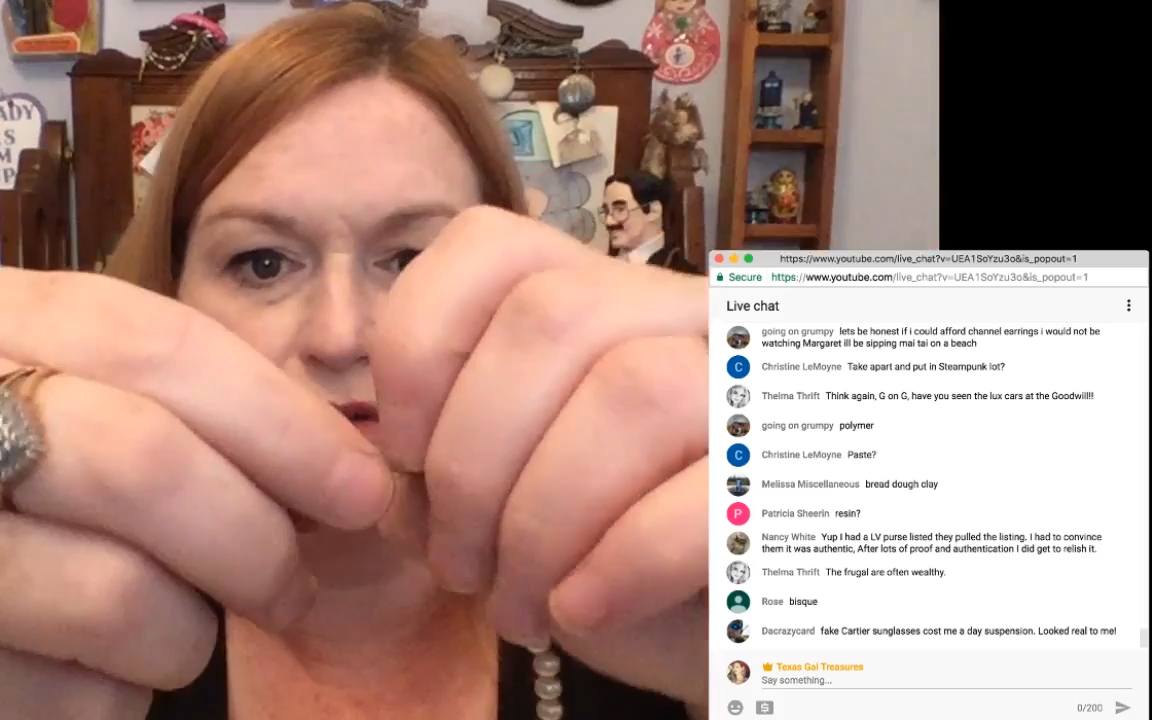 ADY
S
M
UP
https://www.youtube.com/live_chat?v=UEA1SoYzu3o&is_popout=1
Secure https://www.youtube.com/live_chat?v=UEA1SoYzu3o&is_popout=1
Live chat
going on grumpy lets be honest if i could afford channel earrings i would not be
watching Margaret ill be sipping mai tai on a beach
C Christine LeMoyne Take apart and put in Steampunk lot?
Thelma Thrift Think again, G on G, have you seen the lux cars at the Goodwill!!
going on grumpy polymer
C Christine LeMoyne Paste?
Melissa Miscellaneous bread dough clay
P Patricia Sheerin resin?
Nancy White Yup I had a LV purse listed they pulled the listing. I had to convince
them it was authentic, After lots of proof and authentication I did get to relish it.
Thelma Thrift The frugal are often wealthy.
Rose bisque
Dacrazycard fake Cartier sunglasses cost me a day suspension. Looked real to me!
Texas Gal Treasures
Say something...
0/200